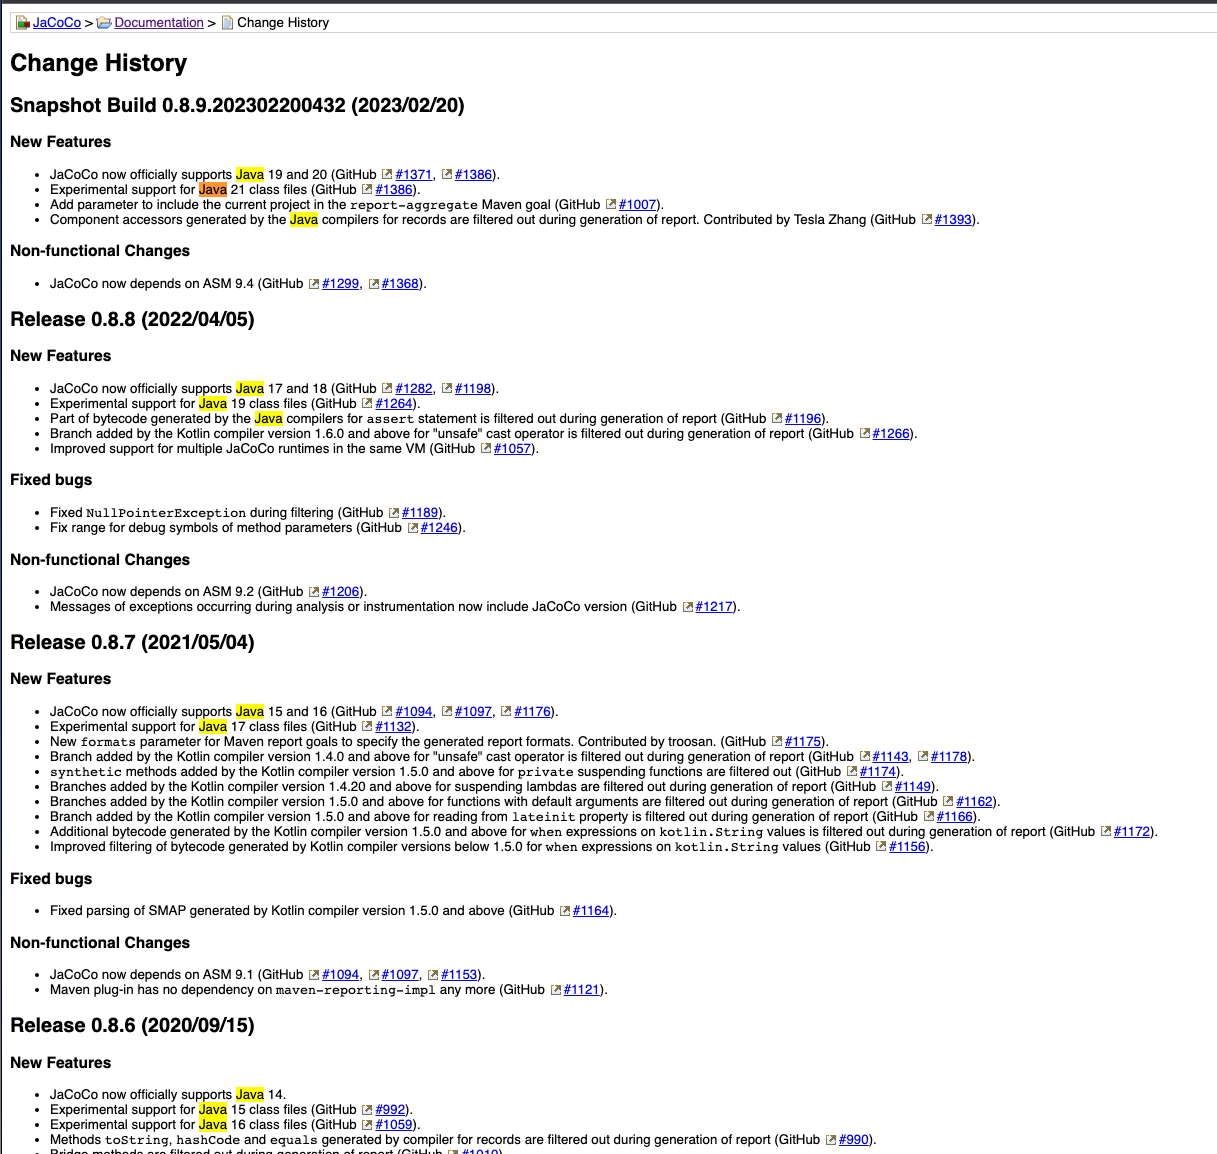 JaCoCo > Documentation > Change History
Change History
Snapshot Build 0.8.9.202302200432 (2023/02/20)
New Features
• JaCoCo now officially supports Java 19 and 20 (GitHub #1371, #1386).
• Experimental support for Java 21 class files (GitHub #1386).
• Add parameter to include the current project in the report-aggregate Maven goal (GitHub #1007).
• Component accessors generated by the Java compilers for records are filtered out during generation of report. Contributed by Tesla Zhang (GitHub #1393).
Non-functional Changes
• JaCoCo now depends on ASM 9.4 (GitHub #1299, #1368).
Release 0.8.8 (2022/04/05)
New Features
• JaCoCo now officially supports Java 17 and 18 (GitHub #1282, #1198).
• Experimental support for Java 19 class files (GitHub #1264).
• Part of bytecode generated by the Java compilers for assert statement is filtered out during generation of report (GitHub #1196).
• Branch added by the Kotlin compiler version 1.6.0 and above for "unsafe" cast operator is filtered out during generation of report (GitHub #1266).
• Improved support for multiple JaCoCo runtimes in the same VM (GitHub #1057).
Fixed bugs
• Fixed NullPointerException during filtering (GitHub #1189).
• Fix range for debug symbols of method parameters (GitHub #1246).
Non-functional Changes
• JaCoCo now depends on ASM 9.2 (GitHub #1206).
• Messages of exceptions occurring during analysis or instrumentation now include JaCoCo version (GitHub #1217).
Release 0.8.7 (2021/05/04)
New Features
• JaCoCo now officially supports Java 15 and 16 (GitHub #1094, #1097, #1176).
• Experimental support for Java 17 class files (GitHub #1132).
• New formats parameter for Maven report goals to specify the generated report formats. Contributed by troosan. (GitHub #1175).
• Branch added by the Kotlin compiler version 1.4.0 and above for "unsafe" cast operator is filtered out during generation of report (GitHub #1143, #1178).
• synthetic methods added by the Kotlin compiler version 1.5.0 and above for private suspending functions are filtered out (GitHub #1174).
• Branches added by the Kotlin compiler version 1.4.20 and above for suspending lambdas are filtered out during generation of report (GitHub #1149).
• Branches added by the Kotlin compiler version 1.5.0 and above for functions with default arguments are filtered out during generation of report (GitHub #1162).
• Branch added by the Kotlin compiler version 1.5.0 and above for reading from lateinit property is filtered out during generation of report (GitHub #1166).
• Additional bytecode generated by the Kotlin compiler version 1.5.0 and above for when expressions on kotlin.String values is filtered out during generation of report (GitHub #1172).
• Improved filtering of bytecode generated by Kotlin compiler versions below 1.5.0 for when expressions on kotlin.String values (GitHub #1156).
Fixed bugs
• Fixed parsing of SMAP generated by Kotlin compiler version 1.5.0 and above (GitHub #1164).
Non-functional Changes
• JaCoCo now depends on ASM 9.1 (GitHub #1094, #1097, #1153).
• Maven plug-in has no dependency on maven-reporting-impl any more (GitHub #1121).
Release 0.8.6 (2020/09/15)
New Features
• JaCoCo now officially supports Java 14.
• Experimental support for Java 15 class files (GitHub #992).
• Experimental support for Java 16 class files (GitHub #1059).
• Methods toString, hashCode and equals generated by compiler for records are filtered out during generation of report (GitHub #990).
• Bridge methods are filtered out during generation of report (GitHub #1010).